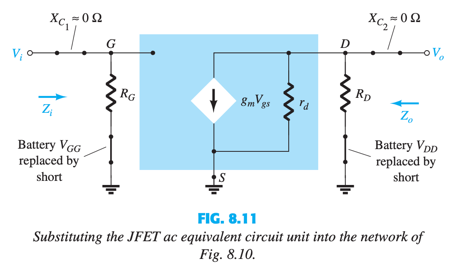 X_C1 ≈ 0 Ω
X_C2 ≈ 0 Ω
V_i
G
D
V_o
Z_i
R_G
g_mV_gs
r_d
R_D
Z_o
Battery V_GG
replaced by
short
Battery V_DD
replaced by
short
S
FIG. 8.11
Substituting the JFET ac equivalent circuit unit into the network of
Fig. 8.10.